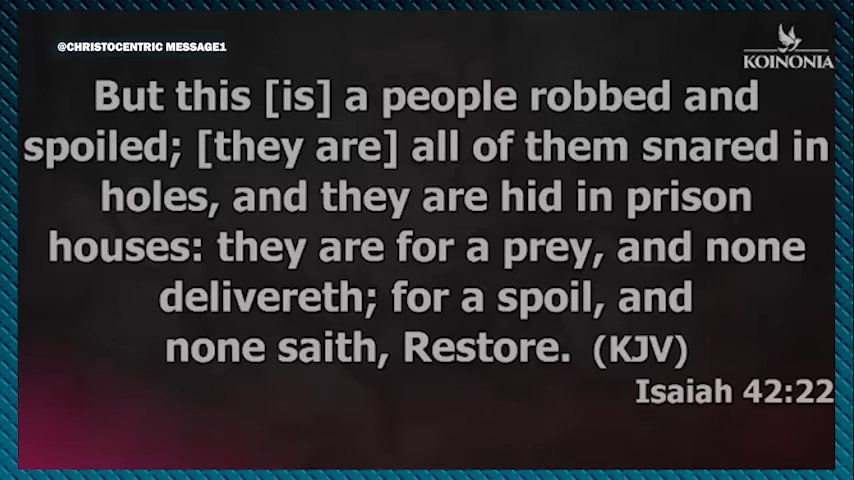 @CHRISTOCENTRIC MESSAGE1
KOINONIA
But this [is] a people robbed and
spoiled; [they are] all of them snared in
holes, and they are hid in prison
houses: they are for a prey, and none
delivereth; for a spoil, and
none saith, Restore. (KJV)
Isaiah 42:22